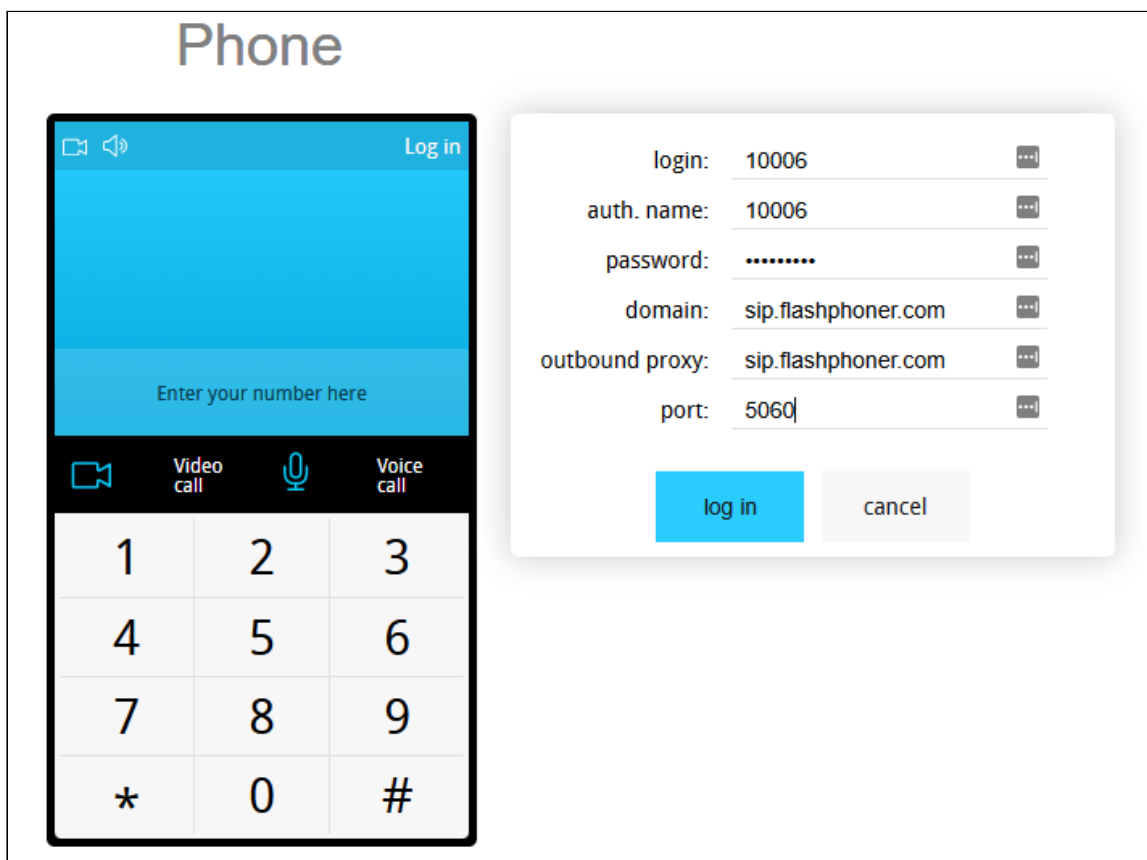 Phone
Log in
Enter your number here
Video call
Voice call
1 2 3
4 5 6
7 8 9
* 0 #
login: 10006
auth. name: 10006
password: •••••••••
domain: sip.flashphoner.com
outbound proxy: sip.flashphoner.com
port: 5060
log in
cancel